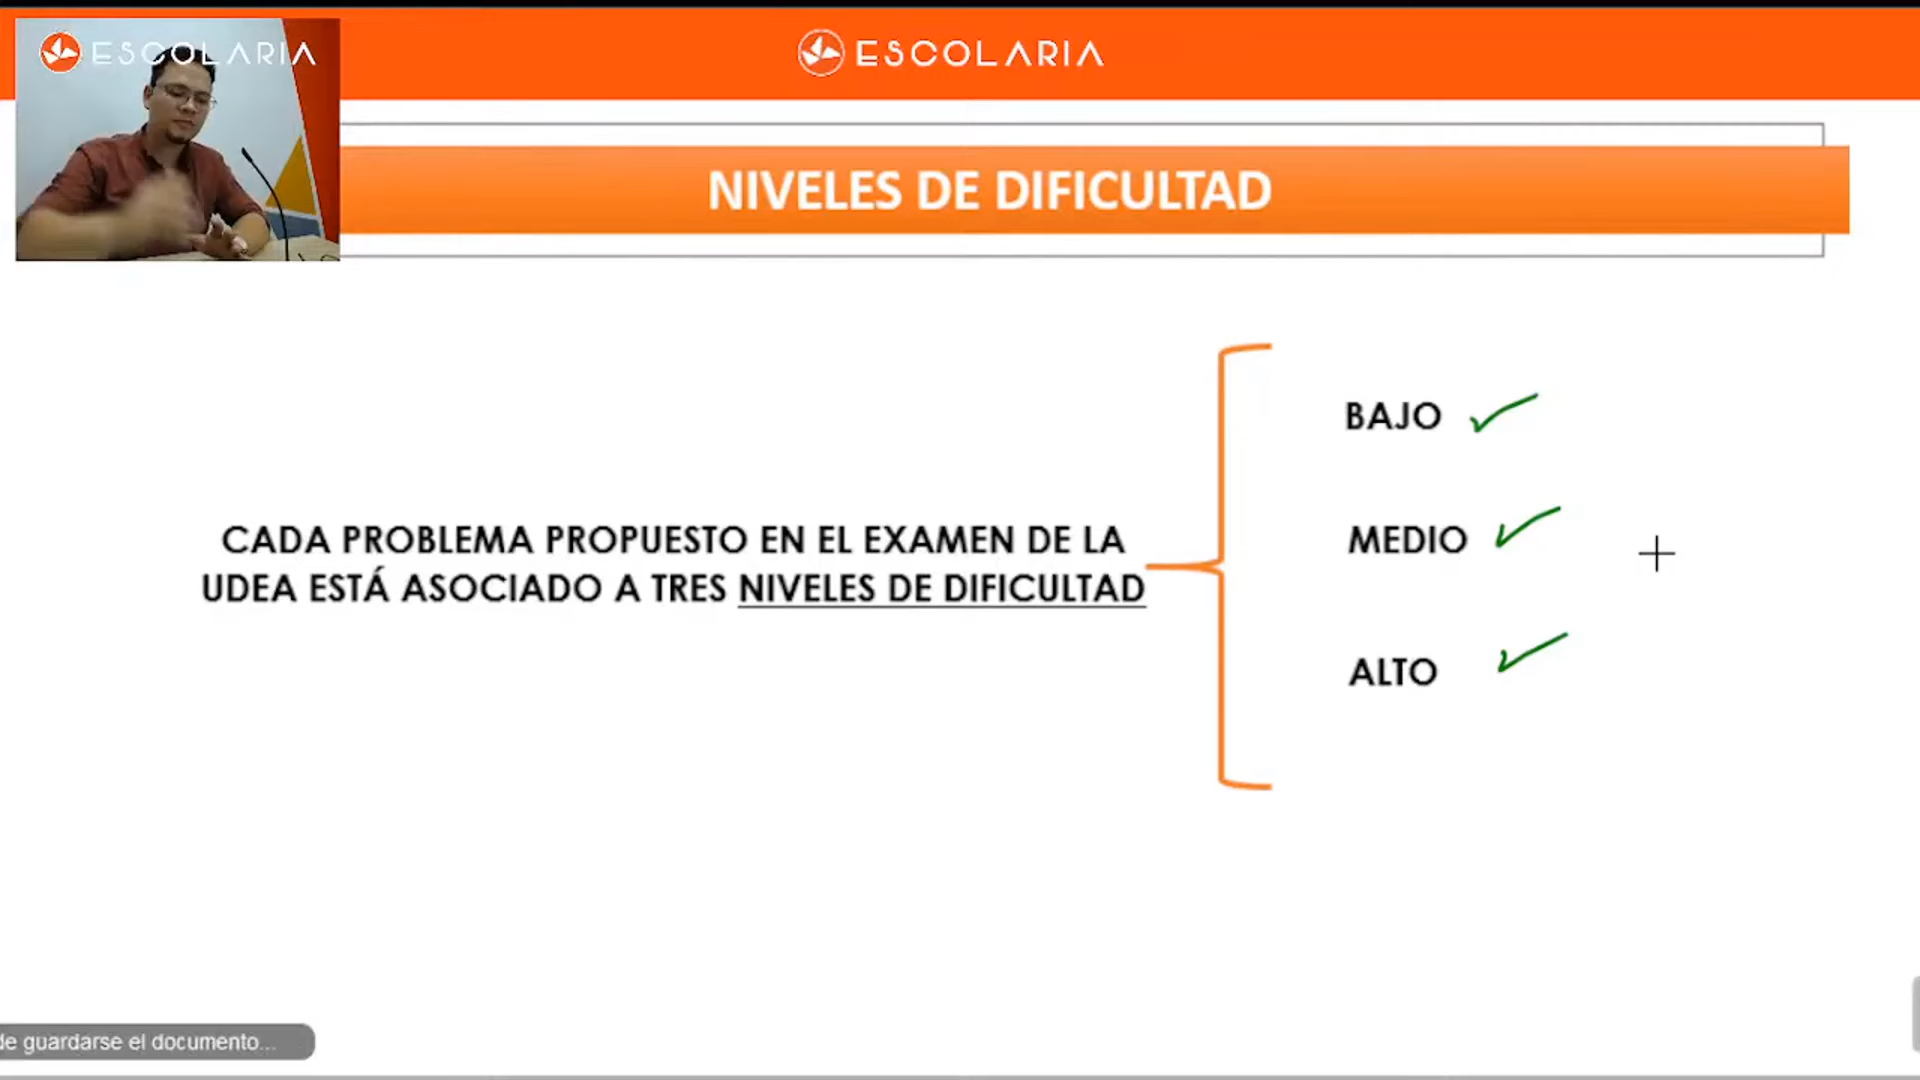 ESCOLARIA
ESCOLARIA
NIVELES DE DIFICULTAD
BAJO
CADA PROBLEMA PROPUESTO EN EL EXAMEN DE LA
UDEA ESTÁ ASOCIADO A TRES NIVELES DE DIFICULTAD
MEDIO
ALTO
de guardarse el documento...